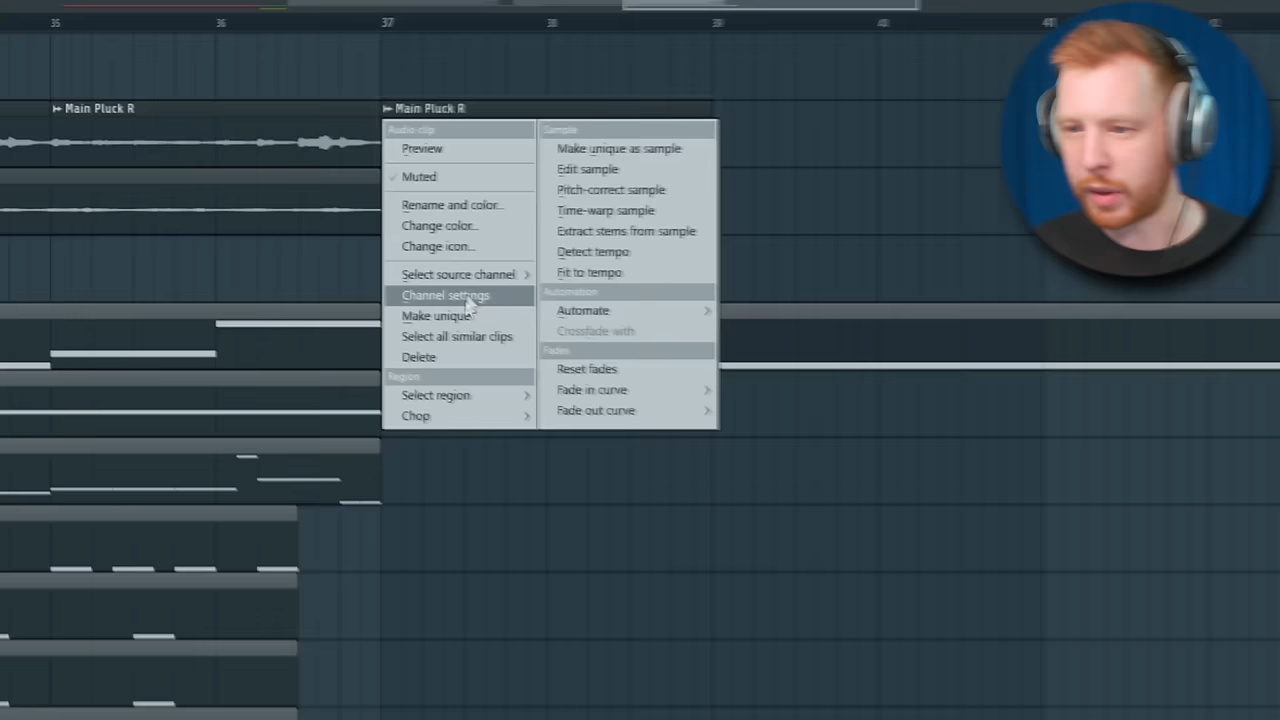 35 36 37 38 39 40
Main Pluck R Main Pluck R
Audio clip
Preview
Muted
Rename and color...
Change color...
Change icon...
Select source channel
Channel settings
Make unique
Select all similar clips
Delete
Region
Select region
Chop
Sample
Make unique as sample
Edit sample
Pitch-correct sample
Time-warp sample
Extract stems from sample
Detect tempo
Fit to tempo
Automation
Automate
Crossfade with
Fades
Reset fades
Fade in curve
Fade out curve